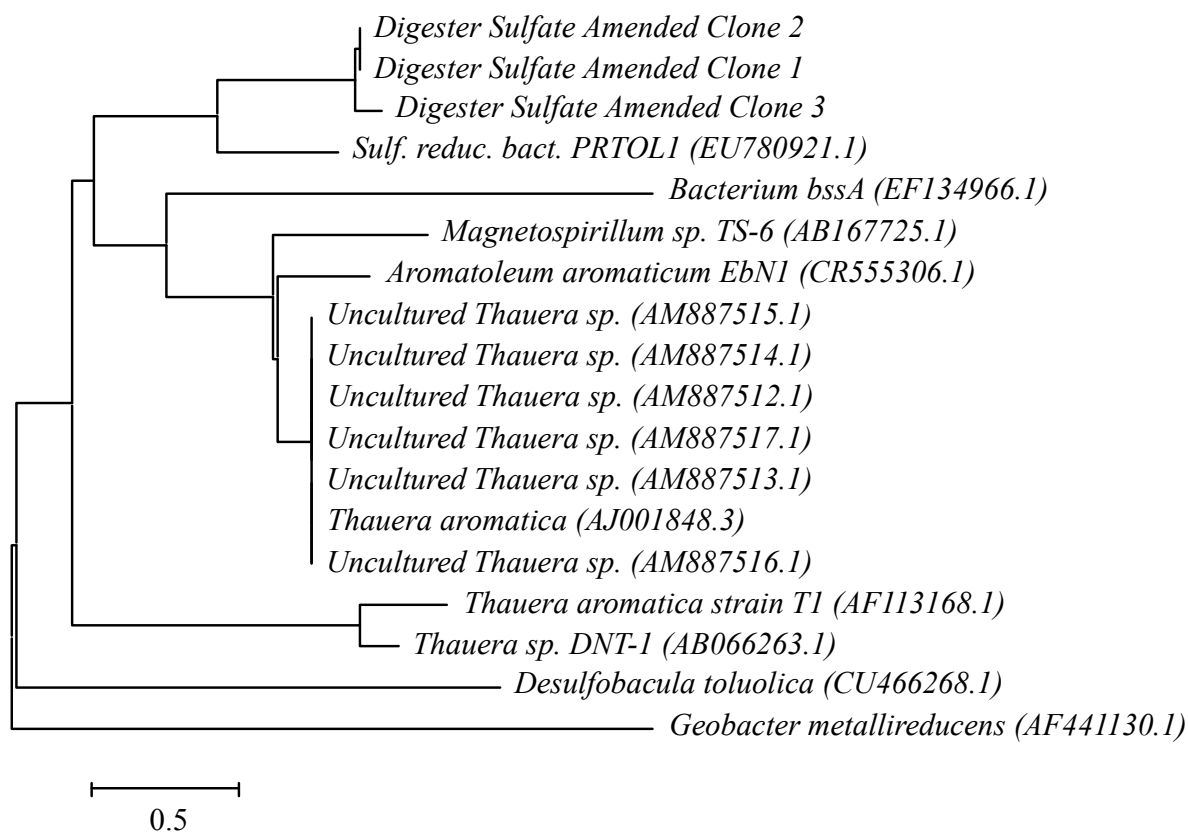 Digester Sulfate Amended Clone 2
Digester Sulfate Amended Clone 1
Digester Sulfate Amended Clone 3
Sulf. reduc. bact. PRTOL1 (EU780921.1)
Bacterium bssA (EF134966.1)
Magnetospirillum sp. TS-6 (AB167725.1)
Aromatoleum aromaticum EbN1 (CR555306.1)
Uncultured Thauera sp. (AM887515.1)
Uncultured Thauera sp. (AM887514.1)
Uncultured Thauera sp. (AM887512.1)
Uncultured Thauera sp. (AM887517.1)
Uncultured Thauera sp. (AM887513.1)
Thauera aromatica (AJ001848.3)
Uncultured Thauera sp. (AM887516.1)
Thauera aromatica strain T1 (AF113168.1)
Thauera sp. DNT-1 (AB066263.1)
Desulfobacula toluolica (CU466268.1)
Geobacter metallireducens (AF441130.1)
0.5